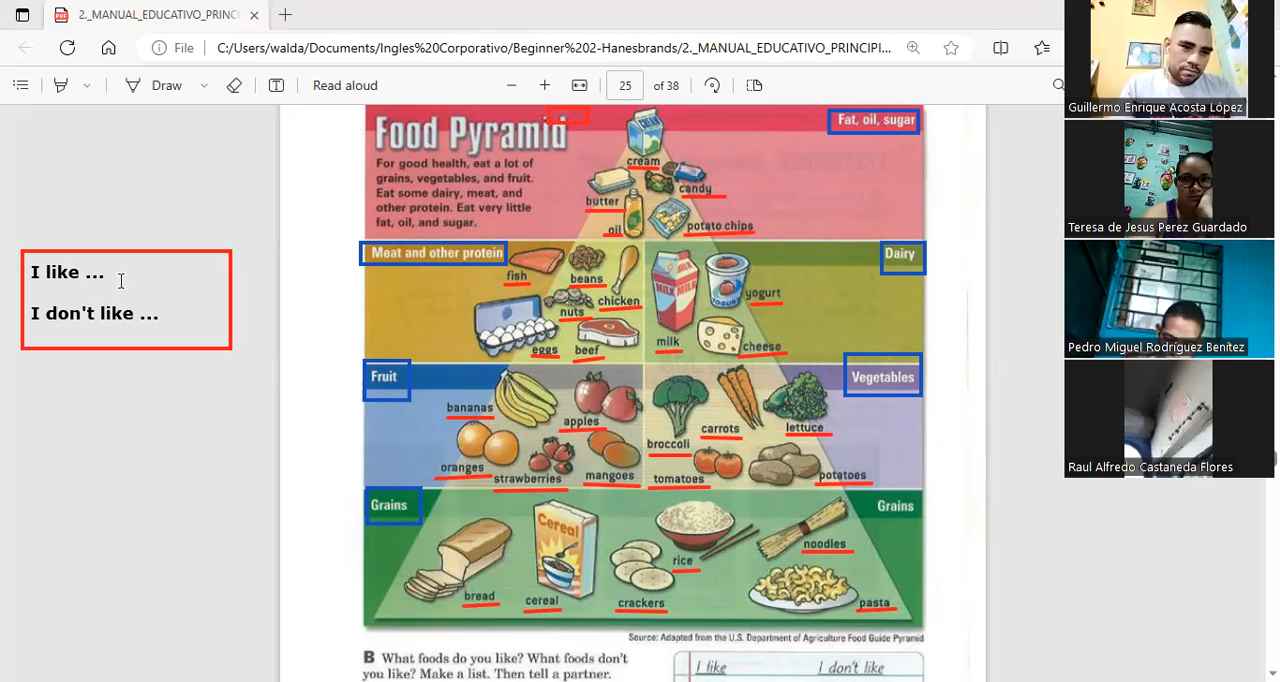 2._MANUAL_EDUCATIVO_PRINCI
File
C:/Users/walda/Documents/Ingles%20Corporativo/Beginner%202-Hanesbrands/2._MANUAL_EDUCATIVO_PRINCIPI...
Draw
Read aloud
25 of 38
I like ...
I don't like ...
Food Pyramid
For good health, eat a lot of
grains, vegetables, and fruit.
Eat some dairy, meat, and
other protein. Eat very little
fat, oil, and sugar.
Fat, oil, sugar
CREAM
cream
candy
butter
oil
potato chips
Meat and other protein
fish
beans
chicken
nuts
eggs
beef
Dairy
MILK
MILK
YOGURT
yogurt
milk
cheese
Fruit
bananas
apples
oranges
strawberries
mangoes
Vegetables
broccoli
carrots
lettuce
tomatoes
potatoes
Grains
Grains
Cereal
bread
cereal
crackers
rice
noodles
pasta
Source: Adapted from the U.S. Department of Agriculture Food Guide Pyramid
B What foods do you like? What foods don't
you like? Make a list. Then tell a partner.
I like
I don't like
Guillermo Enrique Acosta López
Teresa de Jesus Perez Guardado
Pedro Miguel Rodríguez Benítez
Raul Alfredo Castaneda Flores